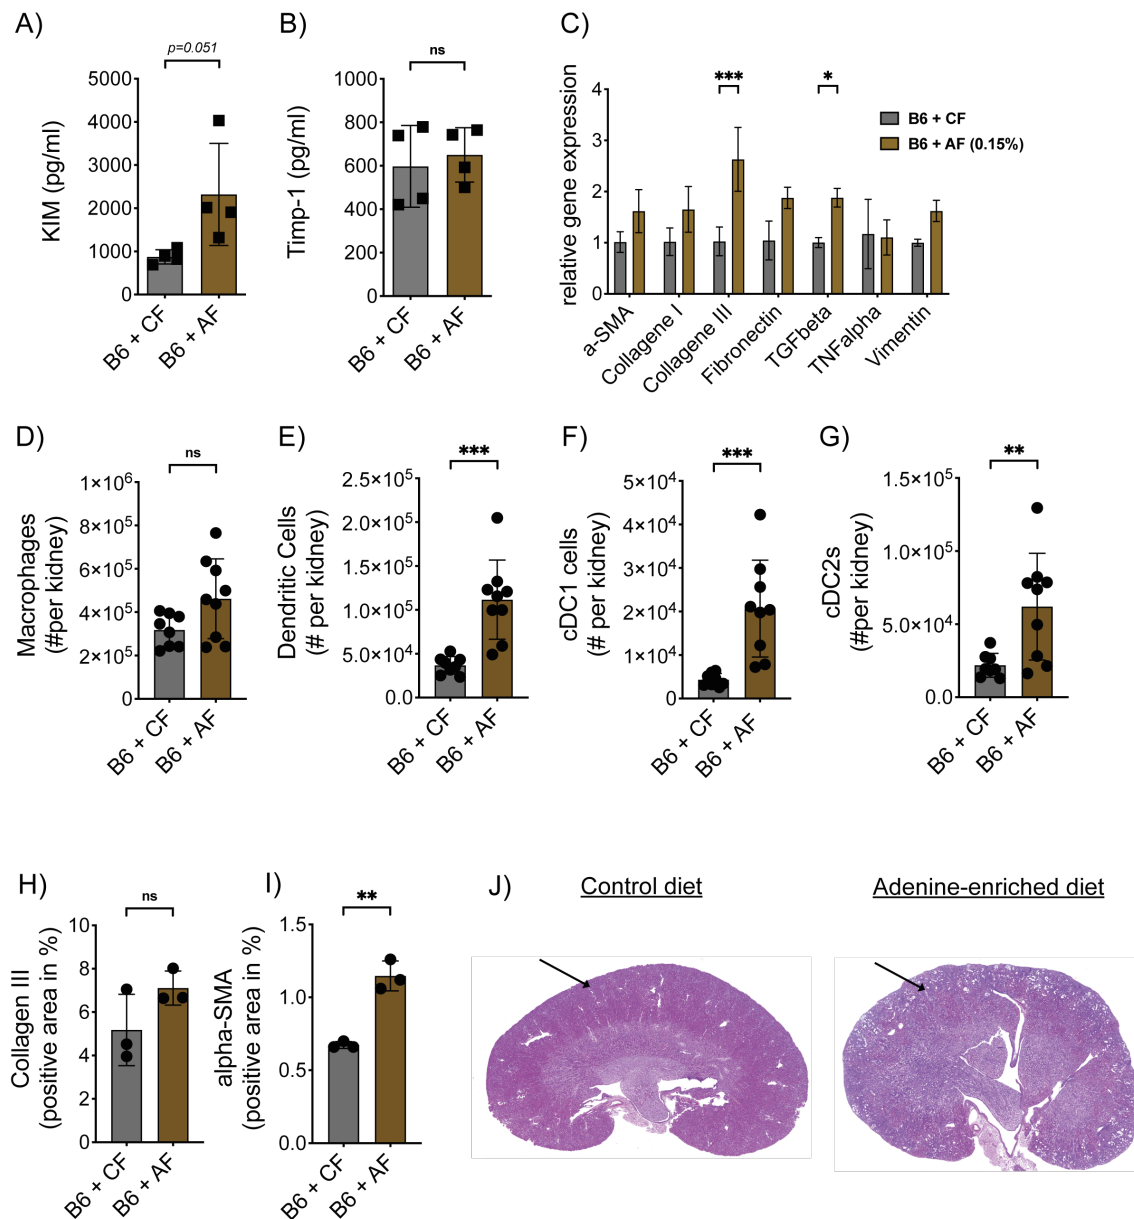 A)
p=0.051
KIM (pg/ml)
5000
4000
3000
2000
1000
0
B6 + CF
B6 + AF
B)
ns
Timp-1 (pg/ml)
1000
800
600
400
200
0
B6 + CF
B6 + AF
C)
*** *
relative gene expression
4
3
2
1
0
a-SMA
Collagene I
Collagene III
Fibronectin
TGFbeta
TNFalpha
Vimentin
B6 + CF
B6 + AF (0.15%)
D)
ns
Macrophages
(#per kidney)
1×10⁶
8×10⁵
6×10⁵
4×10⁵
2×10⁵
0
B6 + CF
B6 + AF
E)
***
Dendritic Cells
(# per kidney)
2.5×10⁵
2.0×10⁵
1.5×10⁵
1.0×10⁵
5.0×10⁴
0.0
B6 + CF
B6 + AF
F)
***
cDC1 cells
(# per kidney)
5×10⁴
4×10⁴
3×10⁴
2×10⁴
1×10⁴
0
B6 + CF
B6 + AF
G)
**
cDC2s
(#per kidney)
1.5×10⁵
1.0×10⁵
5.0×10⁴
0.0
B6 + CF
B6 + AF
H)
ns
Collagen III
(positive area in %)
10
8
6
4
2
0
B6 + CF
B6 + AF
I)
**
alpha-SMA
(positive area in %)
1.5
1.0
0.5
0.0
B6 + CF
B6 + AF
J)
Control diet
Adenine-enriched diet